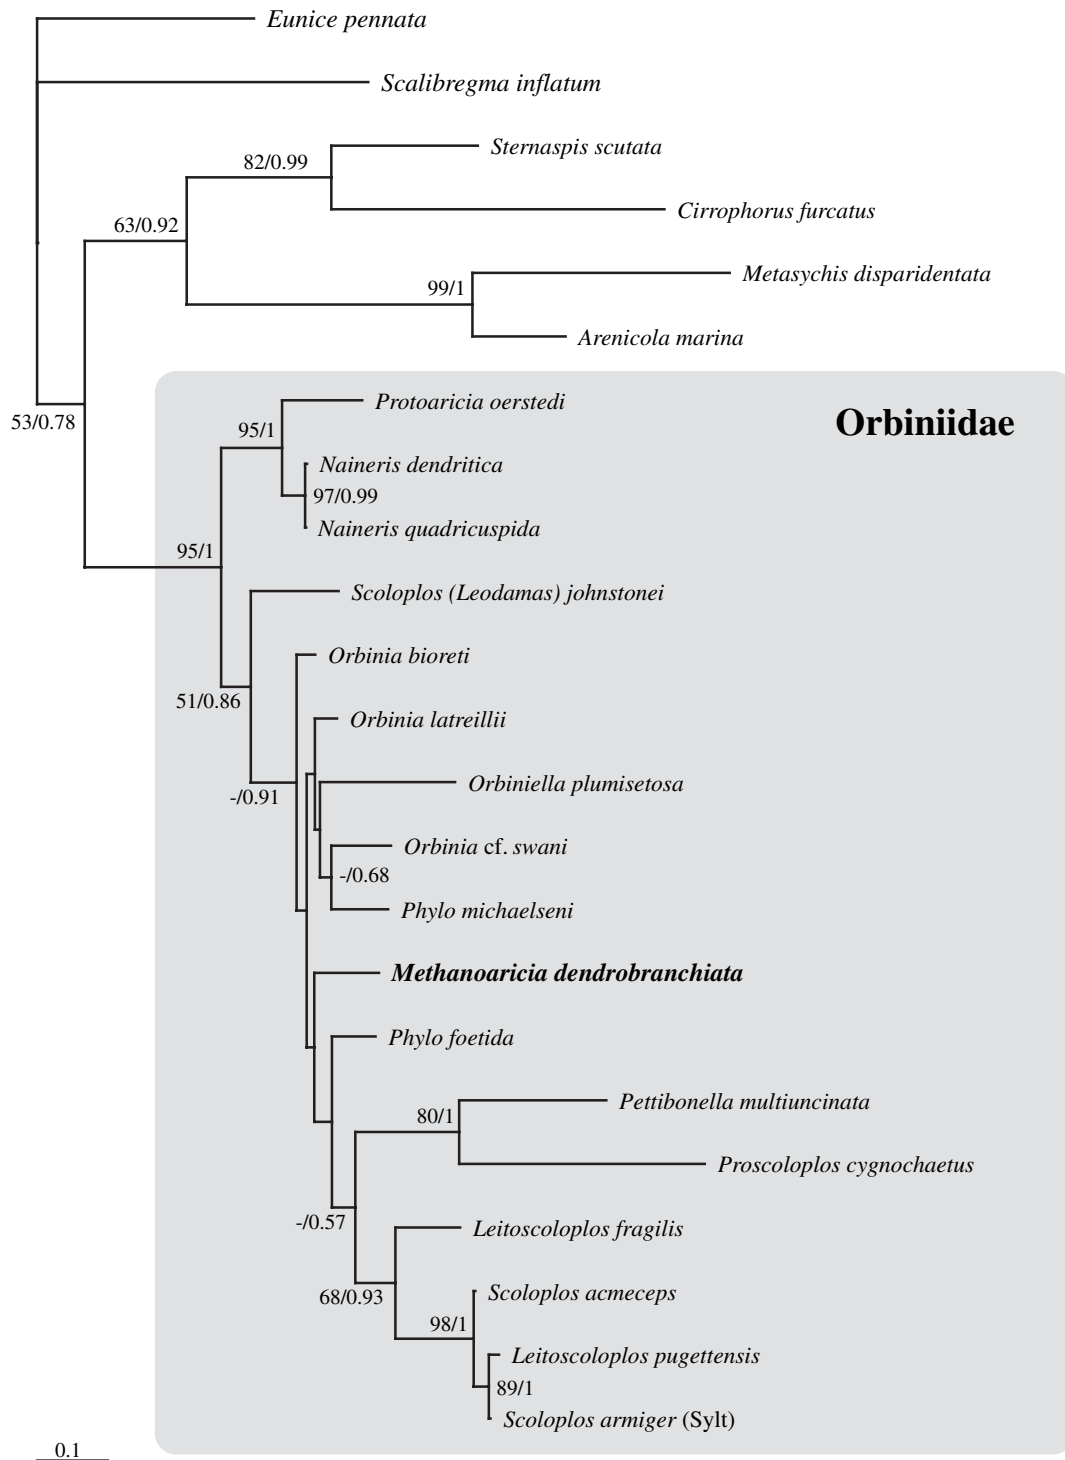 Eunice pennata
Scalibregma inflatum
Sternaspis scutata
82/0.99
Cirrophorus furcatus
63/0.92
Metasychis disparidentata
99/1
Arenicola marina
53/0.78
Orbiniidae
Protoaricia oerstedi
95/1
Naineris dendritica
97/0.99
Naineris quadricuspida
95/1
Scoloplos (Leodamas) johnstonei
Orbinia bioreti
51/0.86
Orbinia latreillii
Orbiniella plumisetosa
-/0.91
Orbinia cf. swani
-/0.68
Phylo michaelseni
Methanoaricia dendrobranchiata
Phylo foetida
Pettibonella multiuncinata
80/1
Proscoloplos cygnochaetus
-/0.57
Leitoscoloplos fragilis
Scoloplos acmeceps
68/0.93
98/1
Leitoscoloplos pugettensis
89/1
Scoloplos armiger (Sylt)
0.1